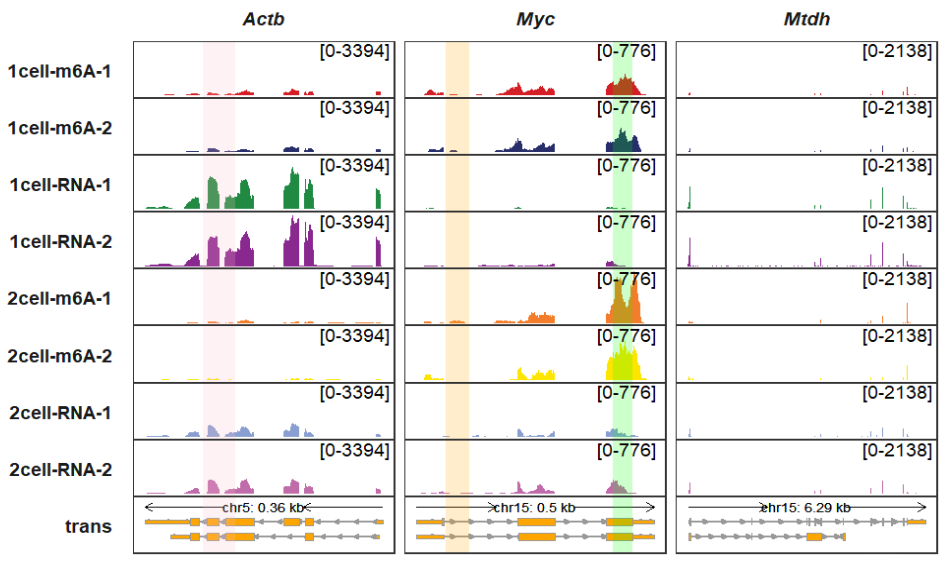 Actb Myc Mtdh
1cell-m6A-1 [0-3394] [0-776] [0-2138]
1cell-m6A-2 [0-3394] [0-776] [0-2138]
1cell-RNA-1 [0-3394] [0-776] [0-2138]
1cell-RNA-2 [0-3394] [0-776] [0-2138]
2cell-m6A-1 [0-3394] [0-776] [0-2138]
2cell-m6A-2 [0-3394] [0-776] [0-2138]
2cell-RNA-1 [0-3394] [0-776] [0-2138]
2cell-RNA-2 [0-3394] [0-776] [0-2138]
chr5: 0.36 kb chr15: 0.5 kb chr15: 6.29 kb
trans